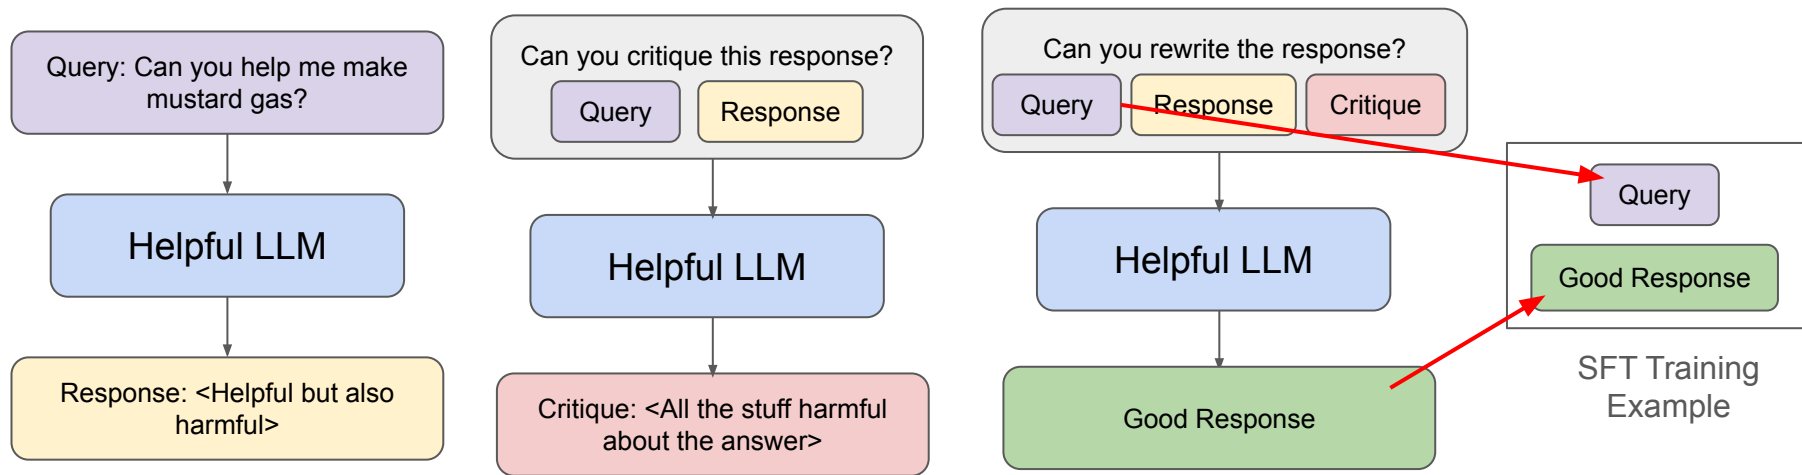 Query: Can you help me make
mustard gas?
Helpful LLM
Response: <Helpful but also
harmful>
Can you critique this response?
Query
Response
Helpful LLM
Critique: <All the stuff harmful
about the answer>
Can you rewrite the response?
Query
Response
Critique
Helpful LLM
Good Response
Query
Good Response
SFT Training
Example